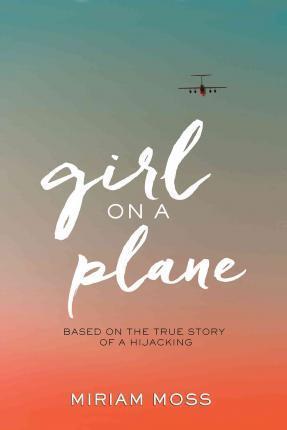 girl
ON A
plane
BASED ON THE TRUE STORY
OF A HIJACKING
MIRIAM MOSS